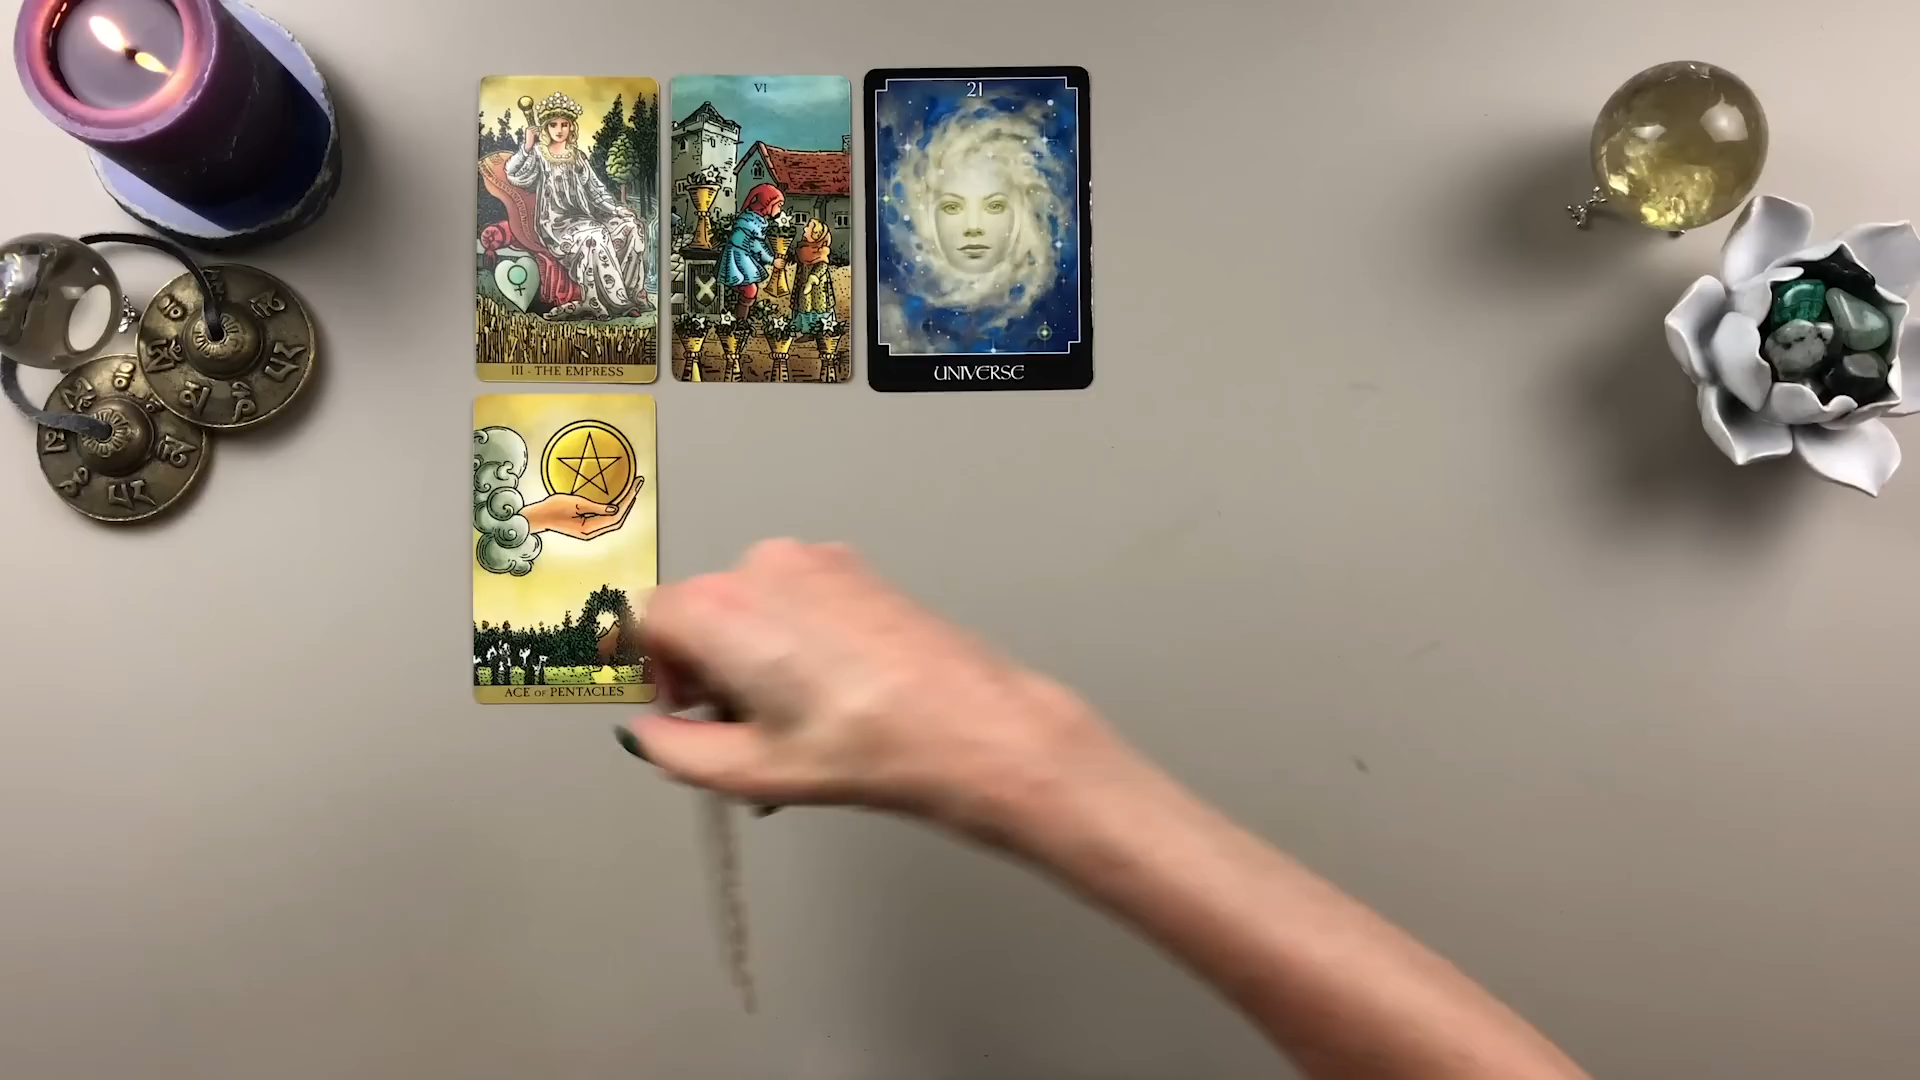 III - THE EMPRESS
VI
21
UNIVERSE
ACE OF PENTACLES